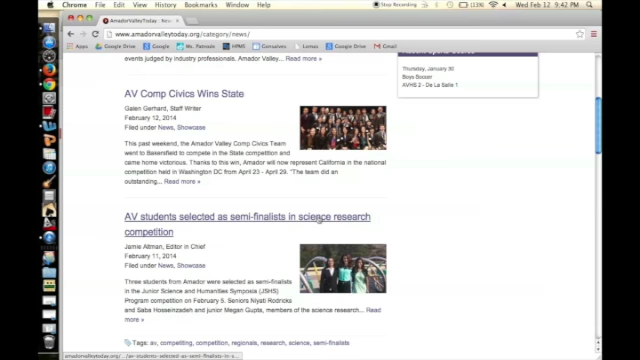 Chrome File Edit View History Bookmarks Window Help
Stop Recording
Wed Feb 12 9:42 PM
AmadorValleyToday · News
www.amadorvalleytoday.org/category/news/
Apps Google Drive Ms. Patrode HPMS Gonsalves Lomas Google Drive Gmail
events judged by industry professionals. Amador Valley... Read more »
Thursday, January 30
Boys Soccer
AVHS 2 - De La Salle 1
AV Comp Civics Wins State
Galen Gerhard, Staff Writer
February 12, 2014
Filed under News, Showcase
This past weekend, the Amador Valley Comp Civics Team
went to Bakersfield to compete in the State competition and
came home victorious. Thanks to this win, Amador will now represent California in the national
competition held in Washington DC from April 23 - April 29. "The team did an
outstanding... Read more »
AV students selected as semi-finalists in science research
competition
Jamie Altman, Editor in Chief
February 11, 2014
Filed under News, Showcase
Three students from Amador were selected as semi-finalists
in the Junior Science and Humanities Symposia (JSHS)
Program competition on February 5. Seniors Niyati Rodricks
and Saba Hossenizadeh and junior Megan Gupta, members of the science research... Read
more »
Tags: av, competiting, competition, regionals, research, science, semi-finalists
amadorvalleytoday.org/.../av-students-selected-as-semi-finalists-in-s...